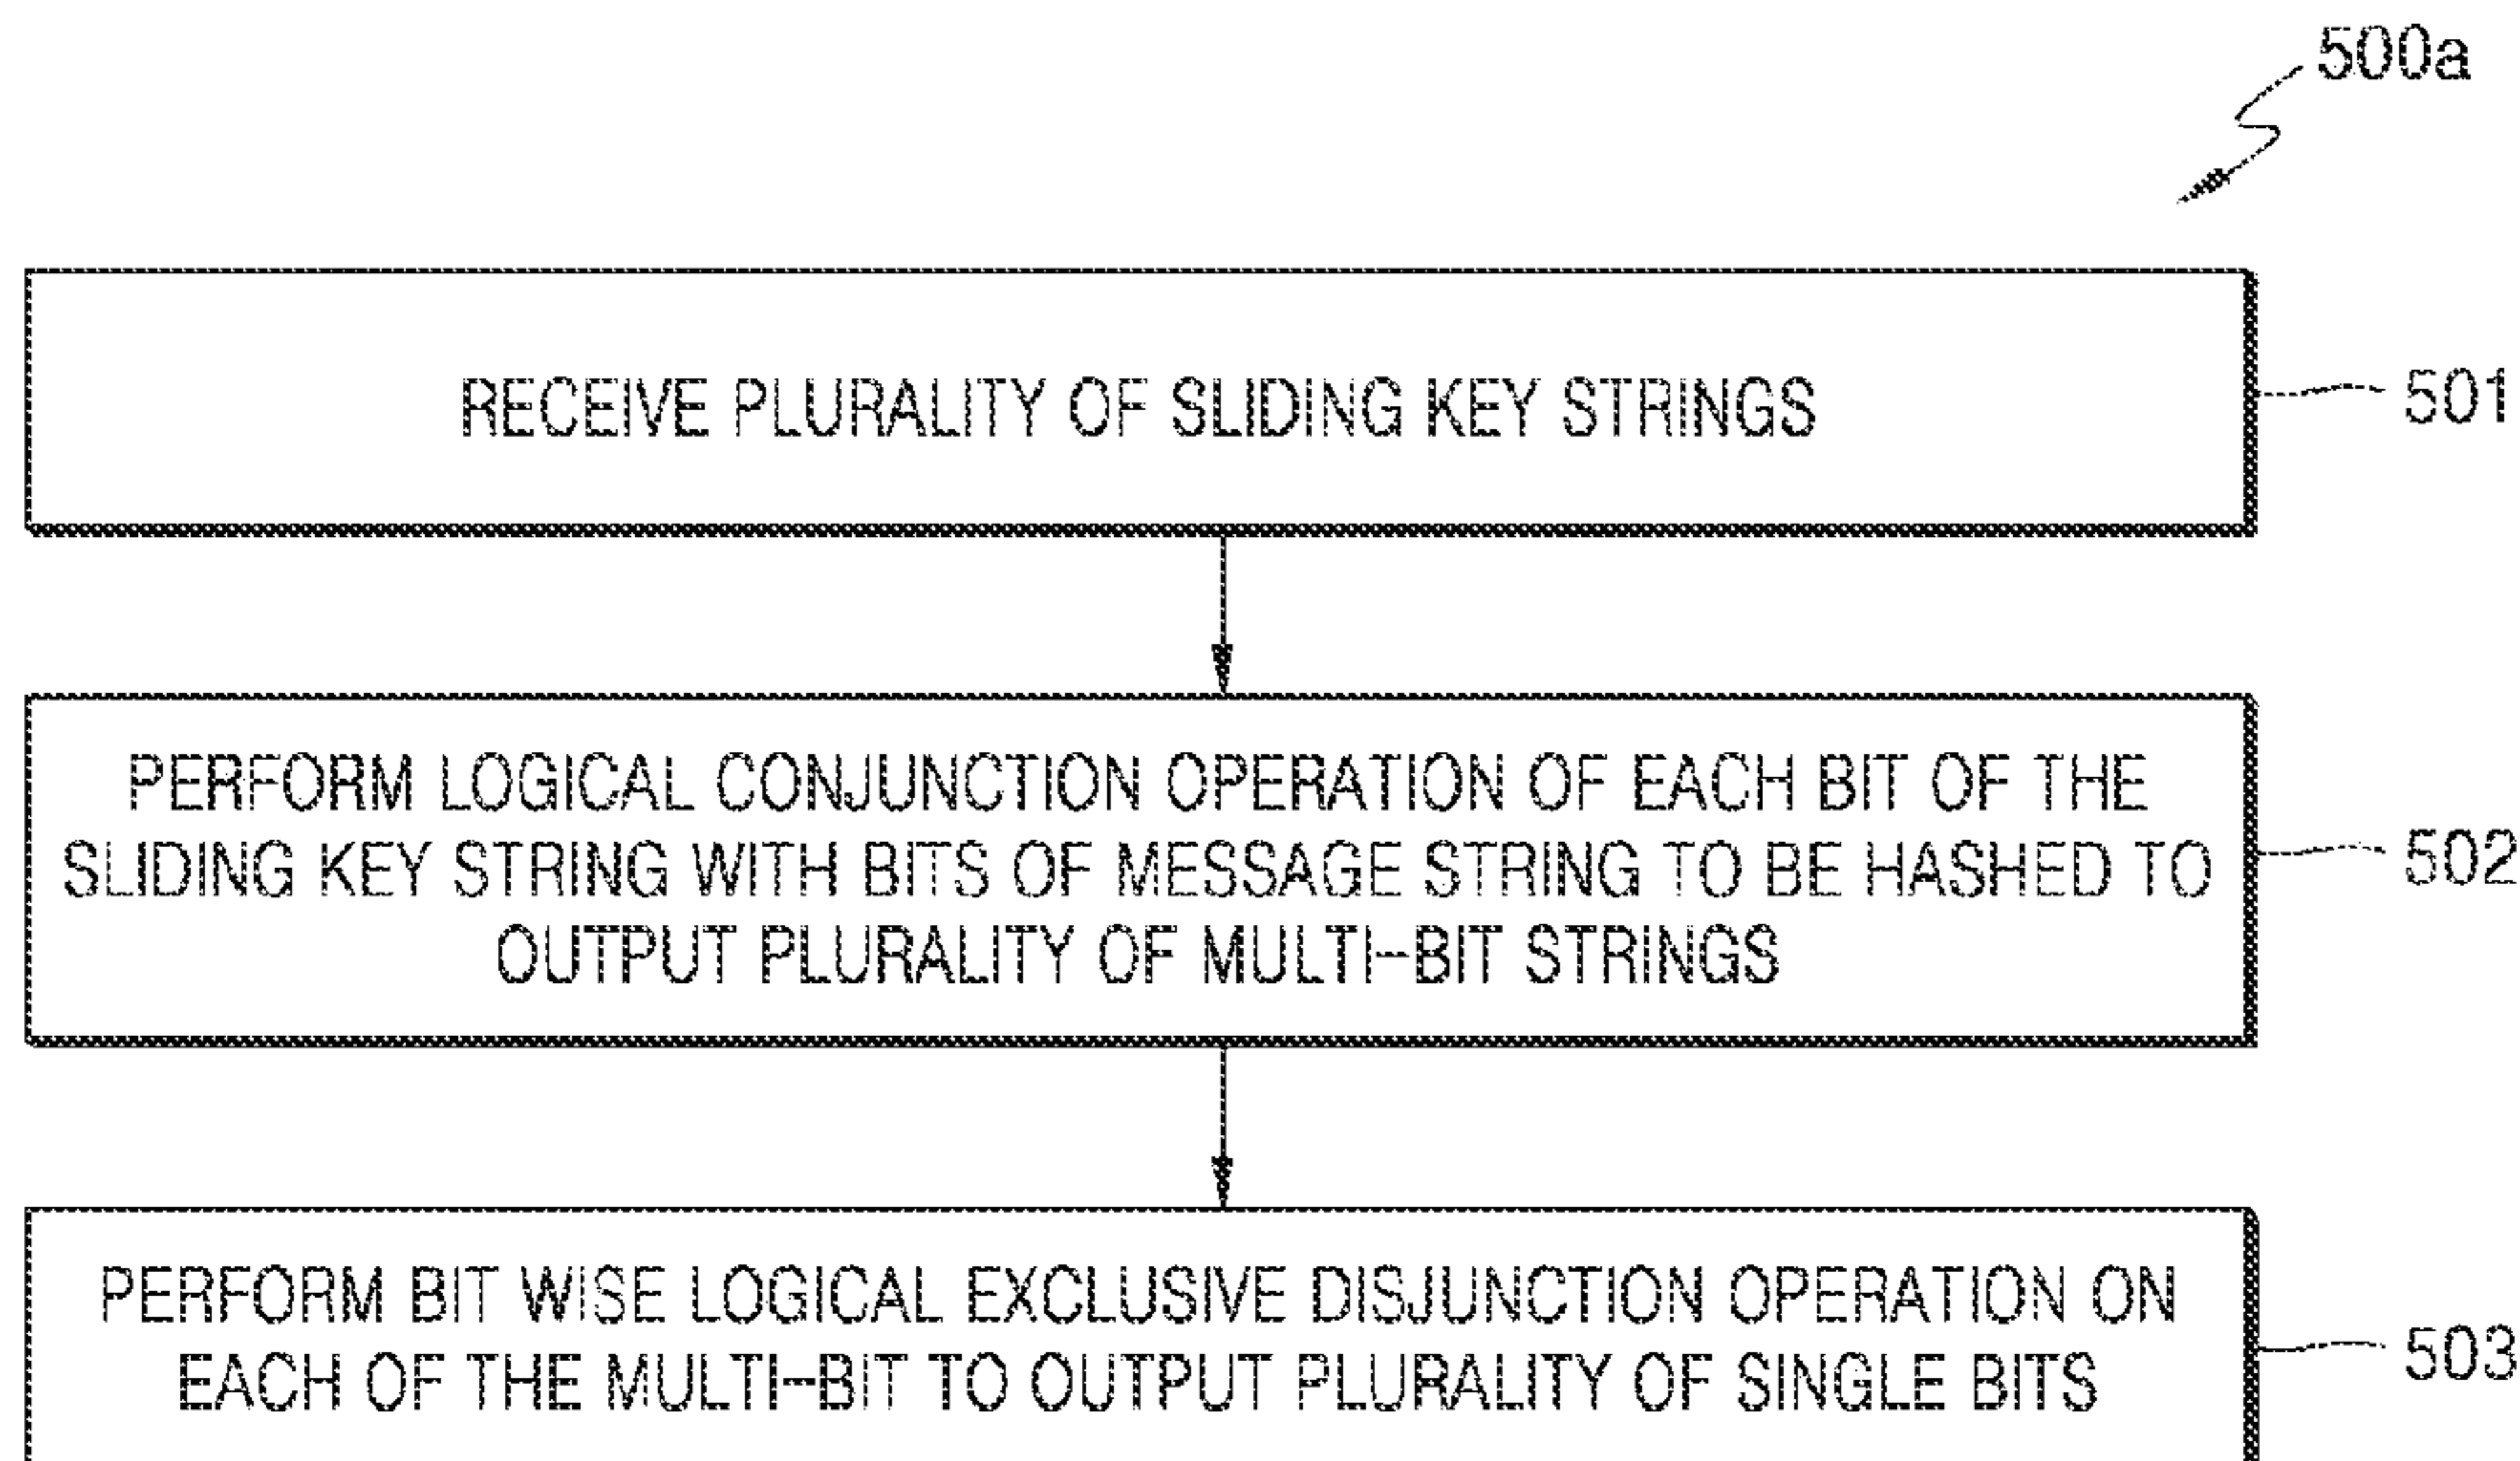 500a
RECEIVE PLURALITY OF SLIDING KEY STRINGS
501
PERFORM LOGICAL CONJUNCTION OPERATION OF EACH BIT OF THE
SLIDING KEY STRING WITH BITS OF MESSAGE STRING TO BE HASHED TO
OUTPUT PLURALITY OF MULTI-BIT STRINGS
502
PERFORM BIT WISE LOGICAL EXCLUSIVE DISJUNCTION OPERATION ON
EACH OF THE MULTI-BIT TO OUTPUT PLURALITY OF SINGLE BITS
503